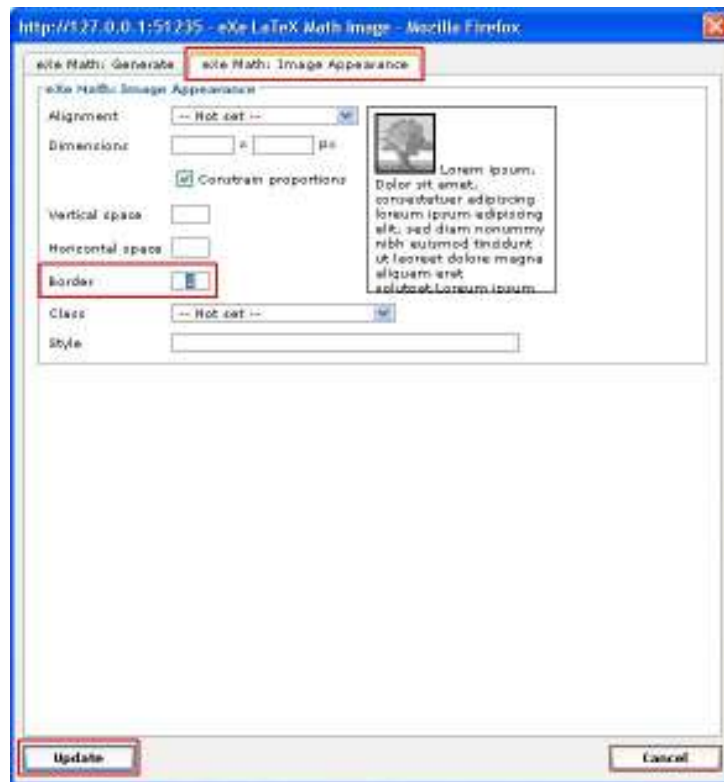 http://127.0.0.1:51235 - eXe LaTeX Math Image - Mozilla Firefox
eXe Math: Generate
eXe Math: Image Appearance
eXe Math: Image Appearance
Alignment
-- Not set --
Dimensions
x
px
Constrain proportions
Vertical space
Horizontal space
Border
Class
-- Not set --
Style
Lorem ipsum,
Dolor sit amet,
consectetuer adipiscing
loreum ipsum edipiscing
elit, sed diam nonummy
nibh euismod tincidunt
ut laoreet dolore magna
aliquam erat
Loreum ipsum
Update
Cancel